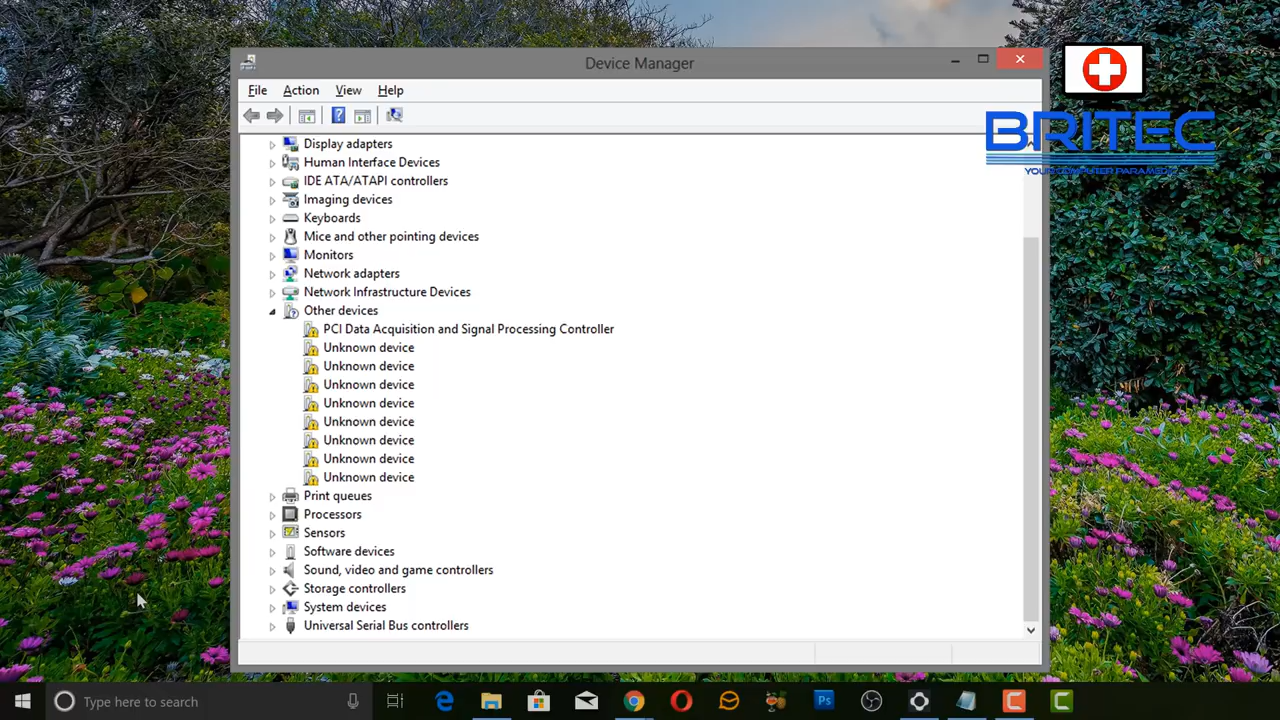 Device Manager
BRITEC
YOUR COMPUTER PARAMEDIC
File Action View Help
Display adapters
Human Interface Devices
IDE ATA/ATAPI controllers
Imaging devices
Keyboards
Mice and other pointing devices
Monitors
Network adapters
Network Infrastructure Devices
Other devices
PCI Data Acquisition and Signal Processing Controller
Unknown device
Unknown device
Unknown device
Unknown device
Unknown device
Unknown device
Unknown device
Unknown device
Print queues
Processors
Sensors
Software devices
Sound, video and game controllers
Storage controllers
System devices
Universal Serial Bus controllers
Type here to search
Ps